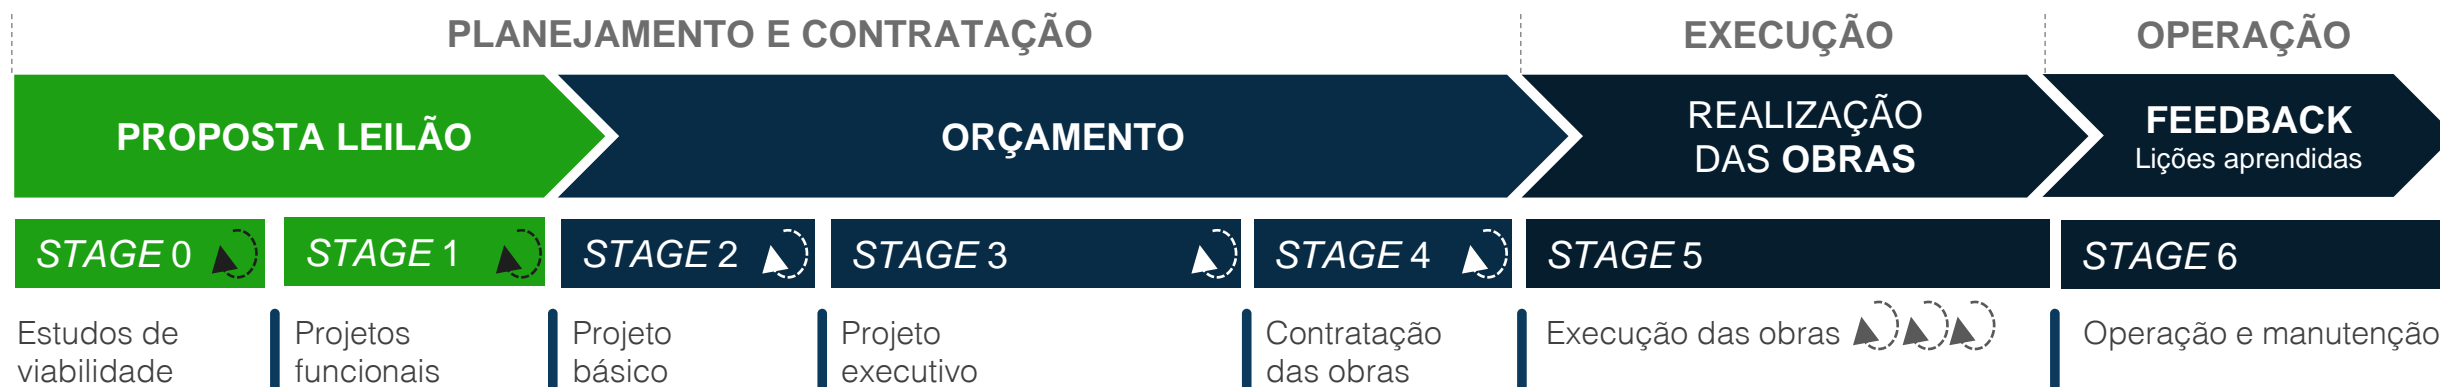 PLANEJAMENTO E CONTRATAÇÃO
EXECUÇÃO
OPERAÇÃO
PROPOSTA LEILÃO
ORÇAMENTO
REALIZAÇÃO
DAS OBRAS
FEEDBACK
Lições aprendidas
STAGE 0
STAGE 1
STAGE 2
STAGE 3
STAGE 4
STAGE 5
STAGE 6
Estudos de
viabilidade
Projetos
funcionais
Projeto
básico
Projeto
executivo
Contratação
das obras
Execução das obras
Operação e manutenção